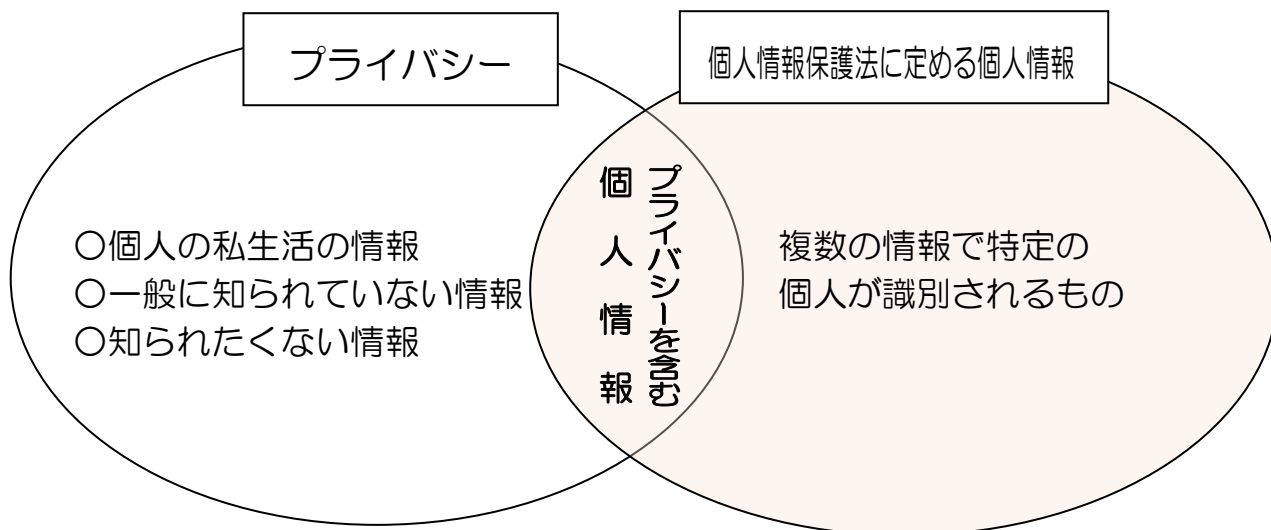 プライバシー
個人情報保護法に定める個人情報
〇個人の私生活の情報
〇一般に知られていない情報
〇知られたくない情報
プライバシーを含む
個人情報
複数の情報で特定の
個人が識別されるもの